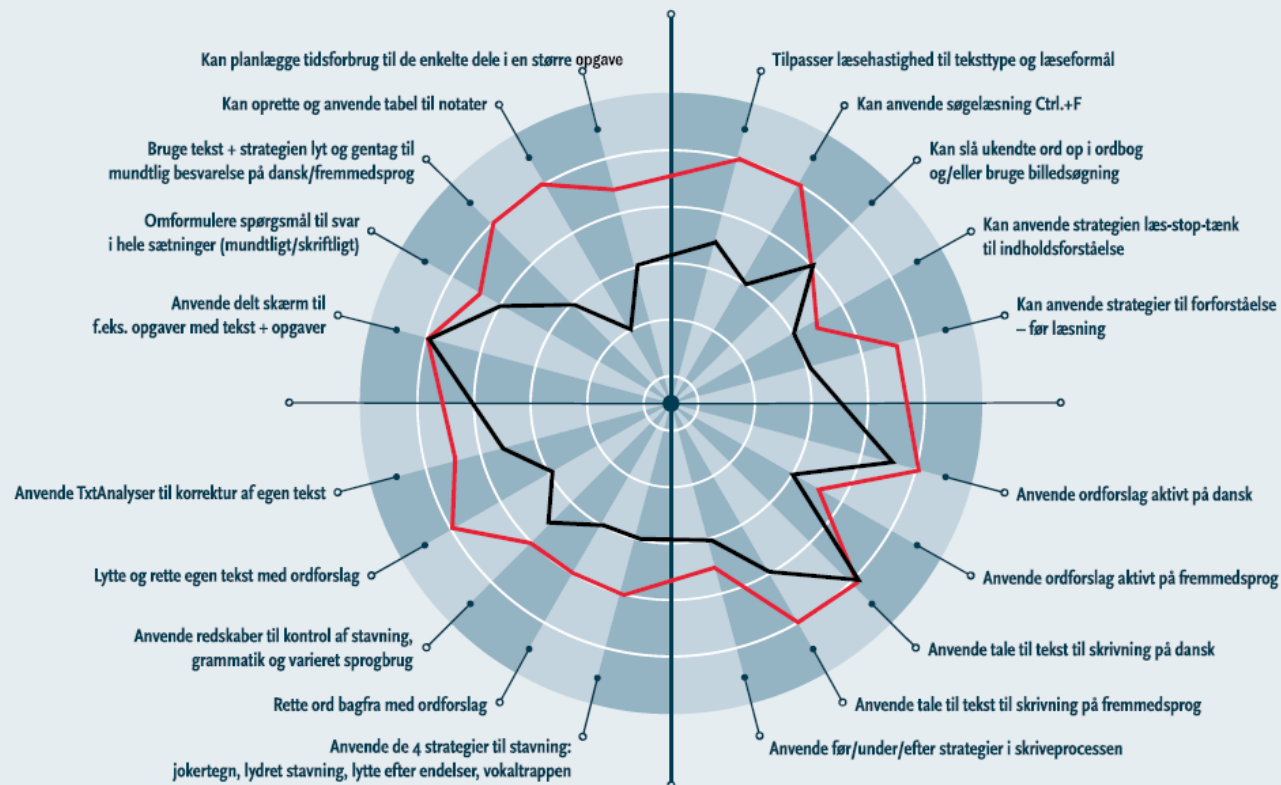 Kan planlægge tidsforbrug til de enkelte dele i en større opgave
Kan oprette og anvende tabel til notater
Bruge tekst + strategien lyt og gentag til
mundtlig besvarelse på dansk/fremmedsprog
Omformulere spørgsmål til svar
i hele sætninger (mundtligt/skriftligt)
Anvende delt skærm til
f.eks. opgaver med tekst + opgaver
Anvende TxtAnalyser til korrektur af egen tekst
Lytte og rette egen tekst med ordforslag
Anvende redskaber til kontrol af stavning,
grammatik og varieret sprogbrug
Rette ord bagfra med ordforslag
Anvende de 4 strategier til stavning:
jokertegn, lydret stavning, lytte efter endelser, vokaltrappen
Tilpasser læsehastighed til teksttype og læseformål
Kan anvende søgelæsning Ctrl.+F
Kan slå ukendte ord op i ordbog
og/eller bruge billedsøgning
Kan anvende strategien læs-stop-tænk
til indholdsforståelse
Kan anvende strategier til forforståelse
– før læsning
Anvende ordforslag aktivt på dansk
Anvende ordforslag aktivt på fremmedsprog
Anvende tale til tekst til skrivning på dansk
Anvende tale til tekst til skrivning på fremmedsprog
Anvende før/under/efter strategier i skriveprocessen